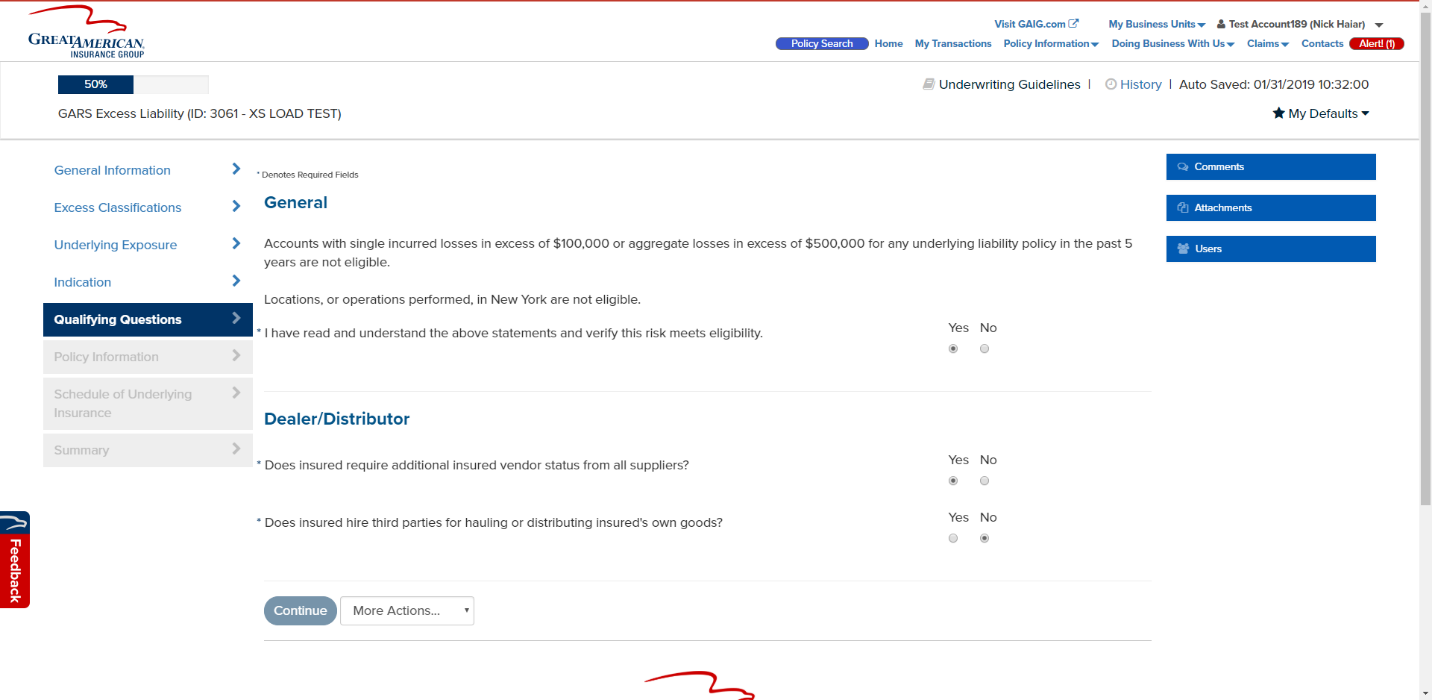 Visit GAIG.com
My Business Units
Test Account189 (Nick Haiar)
GREATAMERICAN.
INSURANCE GROUP
Policy Search
Home
My Transactions
Policy Information
Doing Business With Us
Claims
Contacts
Alert! (1)
50%
Underwriting Guidelines |
History |
Auto Saved: 01/31/2019 10:32:00
GARS Excess Liability (ID: 3061 - XS LOAD TEST)
My Defaults
General Information
Excess Classifications
Underlying Exposure
Indication
Qualifying Questions
Policy Information
Schedule of Underlying
Insurance
Summary
* Denotes Required Fields
General
Accounts with single incurred losses in excess of $100,000 or aggregate losses in excess of $500,000 for any underlying liability policy in the past 5
years are not eligible.
Locations, or operations performed, in New York are not eligible.
* I have read and understand the above statements and verify this risk meets eligibility.
Yes No
Dealer/Distributor
* Does insured require additional insured vendor status from all suppliers?
Yes No
* Does insured hire third parties for hauling or distributing insured's own goods?
Yes No
Continue
More Actions...
Comments
Attachments
Users
Feedback